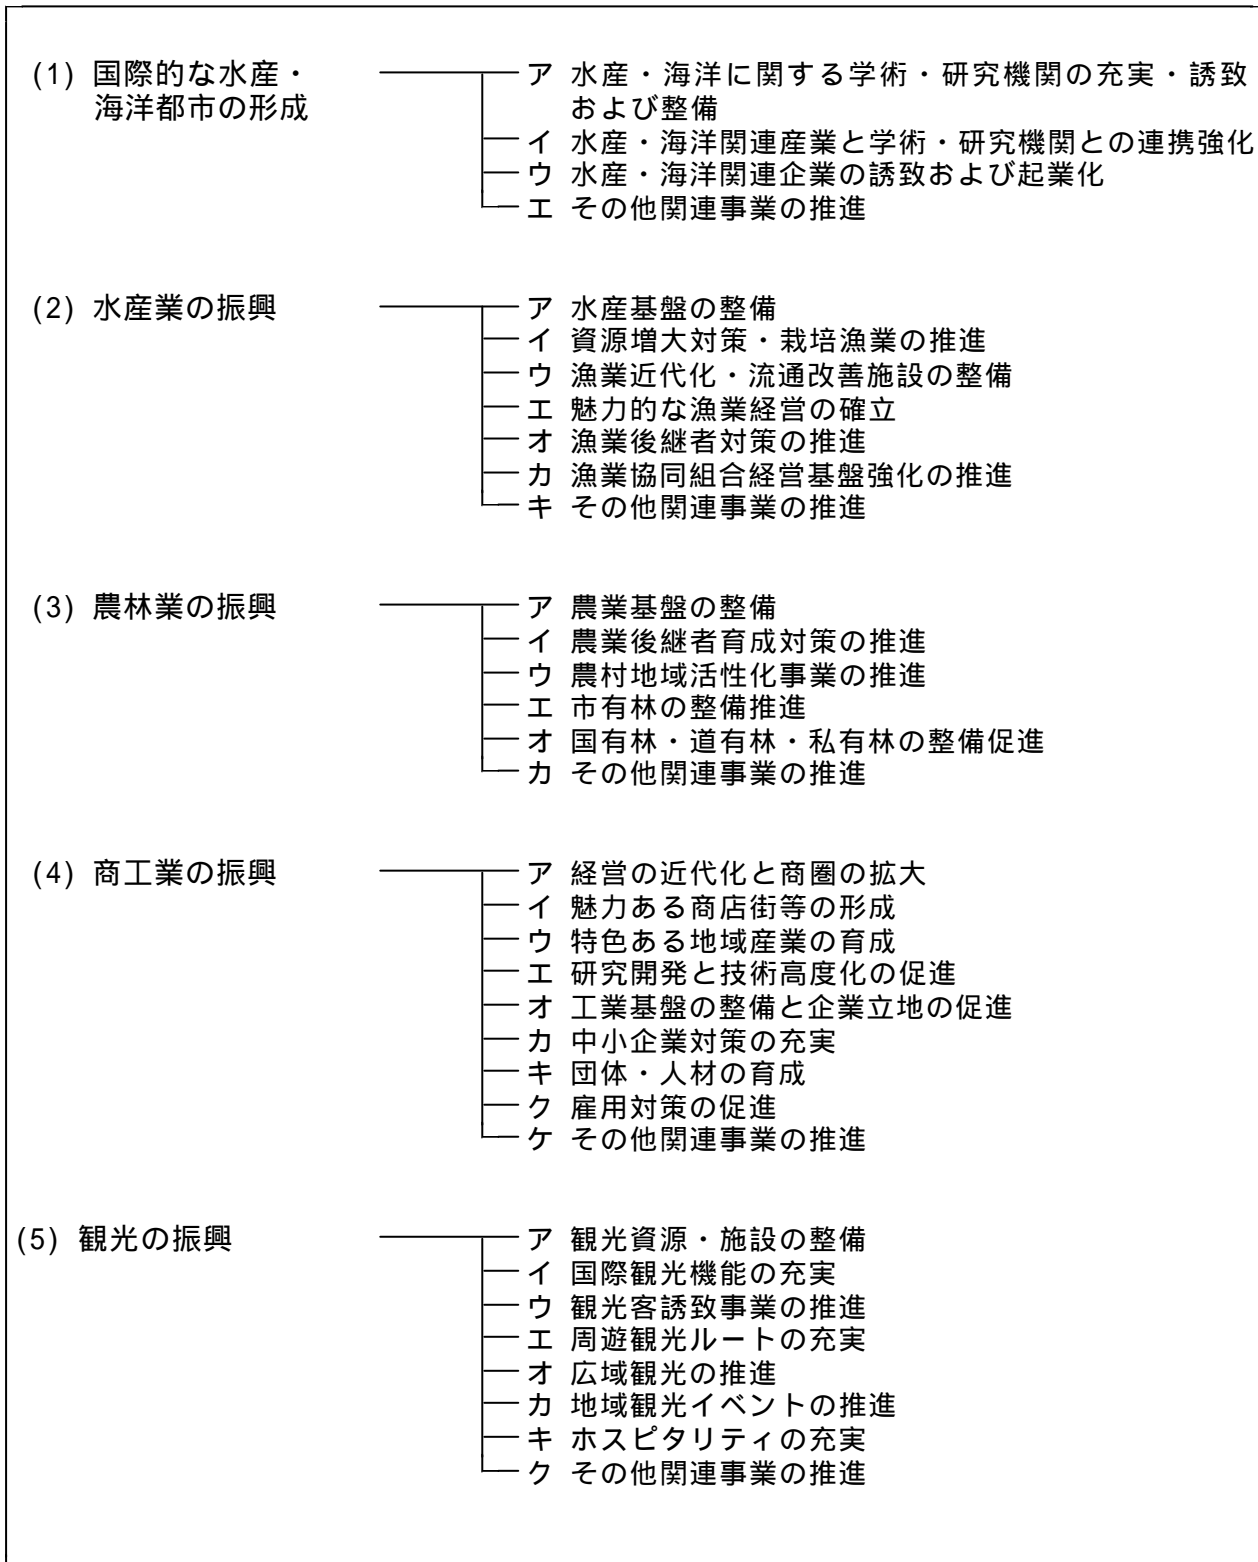 (1) 国際的な水産・
海洋都市の形成
ア 水産・海洋に関する学術・研究機関の充実・誘致
および整備
イ 水産・海洋関連産業と学術・研究機関との連携強化
ウ 水産・海洋関連企業の誘致および起業化
エ その他関連事業の推進
(2) 水産業の振興
ア 水産基盤の整備
イ 資源増大対策・栽培漁業の推進
ウ 漁業近代化・流通改善施設の整備
エ 魅力的な漁業経営の確立
オ 漁業後継者対策の推進
カ 漁業協同組合経営基盤強化の推進
キ その他関連事業の推進
(3) 農林業の振興
ア 農業基盤の整備
イ 農業後継者育成対策の推進
ウ 農村地域活性化事業の推進
エ 市有林の整備推進
オ 国有林・道有林・私有林の整備促進
カ その他関連事業の推進
(4) 商工業の振興
ア 経営の近代化と商圏の拡大
イ 魅力ある商店街等の形成
ウ 特色ある地域産業の育成
エ 研究開発と技術高度化の促進
オ 工業基盤の整備と企業立地の促進
カ 中小企業対策の充実
キ 団体・人材の育成
ク 雇用対策の促進
ケ その他関連事業の推進
(5) 観光の振興
ア 観光資源・施設の整備
イ 国際観光機能の充実
ウ 観光客誘致事業の推進
エ 周遊観光ルートの充実
オ 広域観光の推進
カ 地域観光イベントの推進
キ ホスピタリティの充実
ク その他関連事業の推進